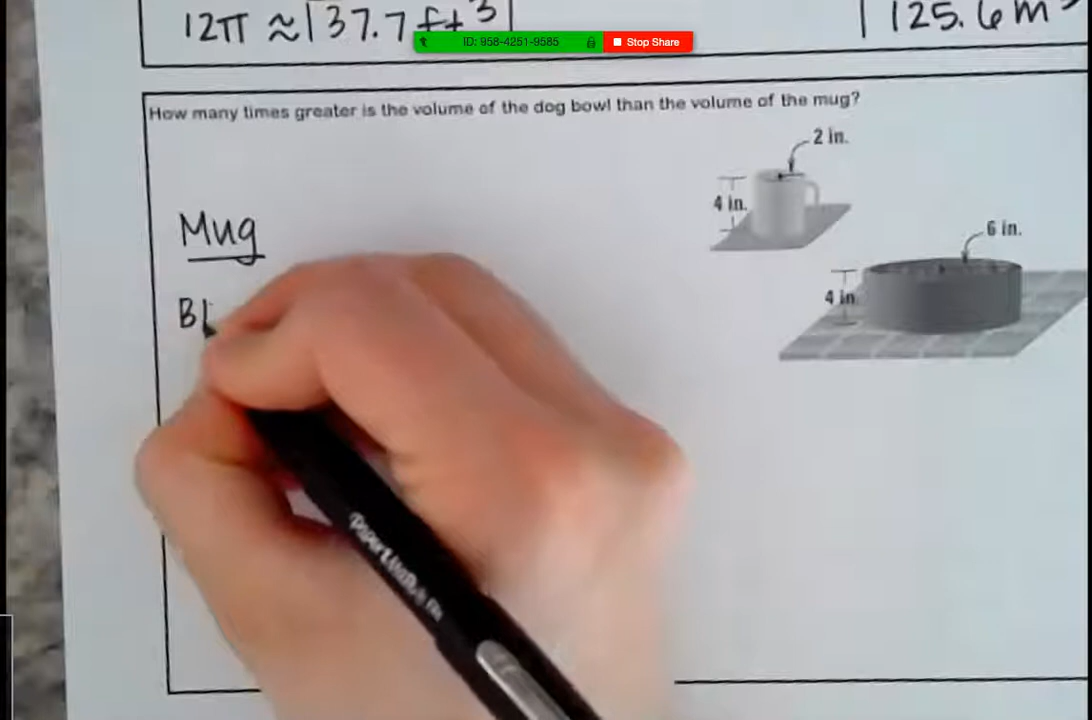 12π ≈ 37.7 ft³
125.6 m³
ID: 958-4251-9585
Stop Share
How many times greater is the volume of the dog bowl than the volume of the mug?
2 in.
4 in.
Mug
6 in.
4 in.
B
PaperMate